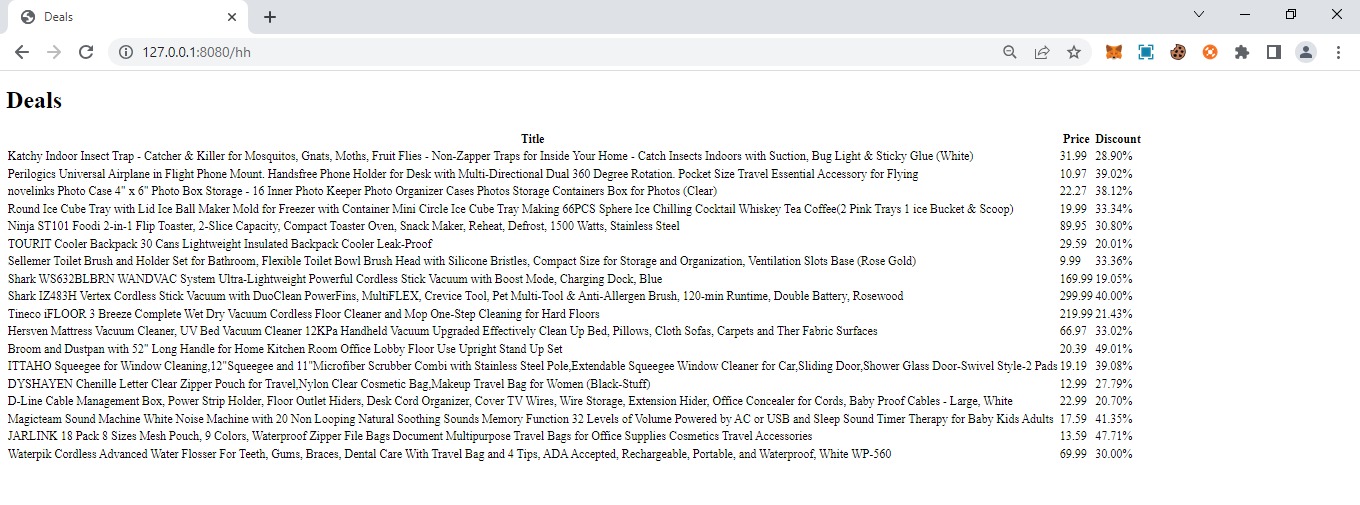 Deals
127.0.0.1:8080/hh
Deals
Title Price Discount
Katchy Indoor Insect Trap - Catcher & Killer for Mosquitos, Gnats, Moths, Fruit Flies - Non-Zapper Traps for Inside Your Home - Catch Insects Indoors with Suction, Bug Light & Sticky Glue (White) 31.99 28.90%
Perilogics Universal Airplane in Flight Phone Mount. Handsfree Phone Holder for Desk with Multi-Directional Dual 360 Degree Rotation. Pocket Size Travel Essential Accessory for Flying 10.97 39.02%
novelinks Photo Case 4" x 6" Photo Box Storage - 16 Inner Photo Keeper Photo Organizer Cases Photos Storage Containers Box for Photos (Clear) 22.27 38.12%
Round Ice Cube Tray with Lid Ice Ball Maker Mold for Freezer with Container Mini Circle Ice Cube Tray Making 66PCS Sphere Ice Chilling Cocktail Whiskey Tea Coffee(2 Pink Trays 1 ice Bucket & Scoop) 19.99 33.34%
Ninja ST101 Foodi 2-in-1 Flip Toaster, 2-Slice Capacity, Compact Toaster Oven, Snack Maker, Reheat, Defrost, 1500 Watts, Stainless Steel 89.95 30.80%
TOURIT Cooler Backpack 30 Cans Lightweight Insulated Backpack Cooler Leak-Proof 29.59 20.01%
Sellemer Toilet Brush and Holder Set for Bathroom, Flexible Toilet Bowl Brush Head with Silicone Bristles, Compact Size for Storage and Organization, Ventilation Slots Base (Rose Gold) 9.99 33.36%
Shark WS632BLBRN WANDVAC System Ultra-Lightweight Powerful Cordless Stick Vacuum with Boost Mode, Charging Dock, Blue 169.99 19.05%
Shark IZ483H Vertex Cordless Stick Vacuum with DuoClean PowerFins, MultiFLEX, Crevice Tool, Pet Multi-Tool & Anti-Allergen Brush, 120-min Runtime, Double Battery, Rosewood 299.99 40.00%
Tineco iFLOOR 3 Breeze Complete Wet Dry Vacuum Cordless Floor Cleaner and Mop One-Step Cleaning for Hard Floors 219.99 21.43%
Hersven Mattress Vacuum Cleaner, UV Bed Vacuum Cleaner 12KPa Handheld Vacuum Upgraded Effectively Clean Up Bed, Pillows, Cloth Sofas, Carpets and Ther Fabric Surfaces 66.97 33.02%
Broom and Dustpan with 52" Long Handle for Home Kitchen Room Office Lobby Floor Use Upright Stand Up Set 20.39 49.01%
ITTAHO Squeegee for Window Cleaning,12"Squeegee and 11"Microfiber Scrubber Combi with Stainless Steel Pole,Extendable Squeegee Window Cleaner for Car,Sliding Door,Shower Glass Door-Swivel Style-2 Pads 19.19 39.08%
DYSHAYEN Chenille Letter Clear Zipper Pouch for Travel,Nylon Clear Cosmetic Bag,Makeup Travel Bag for Women (Black-Stuff) 12.99 27.79%
D-Line Cable Management Box, Power Strip Holder, Floor Outlet Hiders, Desk Cord Organizer, Cover TV Wires, Wire Storage, Extension Hider, Office Concealer for Cords, Baby Proof Cables - Large, White 22.99 20.70%
Magicteam Sound Machine White Noise Machine with 20 Non Looping Natural Soothing Sounds Memory Function 32 Levels of Volume Powered by AC or USB and Sleep Sound Timer Therapy for Baby Kids Adults 17.59 41.35%
JARLINK 18 Pack 8 Sizes Mesh Pouch, 9 Colors, Waterproof Zipper File Bags Document Multipurpose Travel Bags for Office Supplies Cosmetics Travel Accessories 13.59 47.71%
Waterpik Cordless Advanced Water Flosser For Teeth, Gums, Braces, Dental Care With Travel Bag and 4 Tips, ADA Accepted, Rechargeable, Portable, and Waterproof, White WP-560 69.99 30.00%